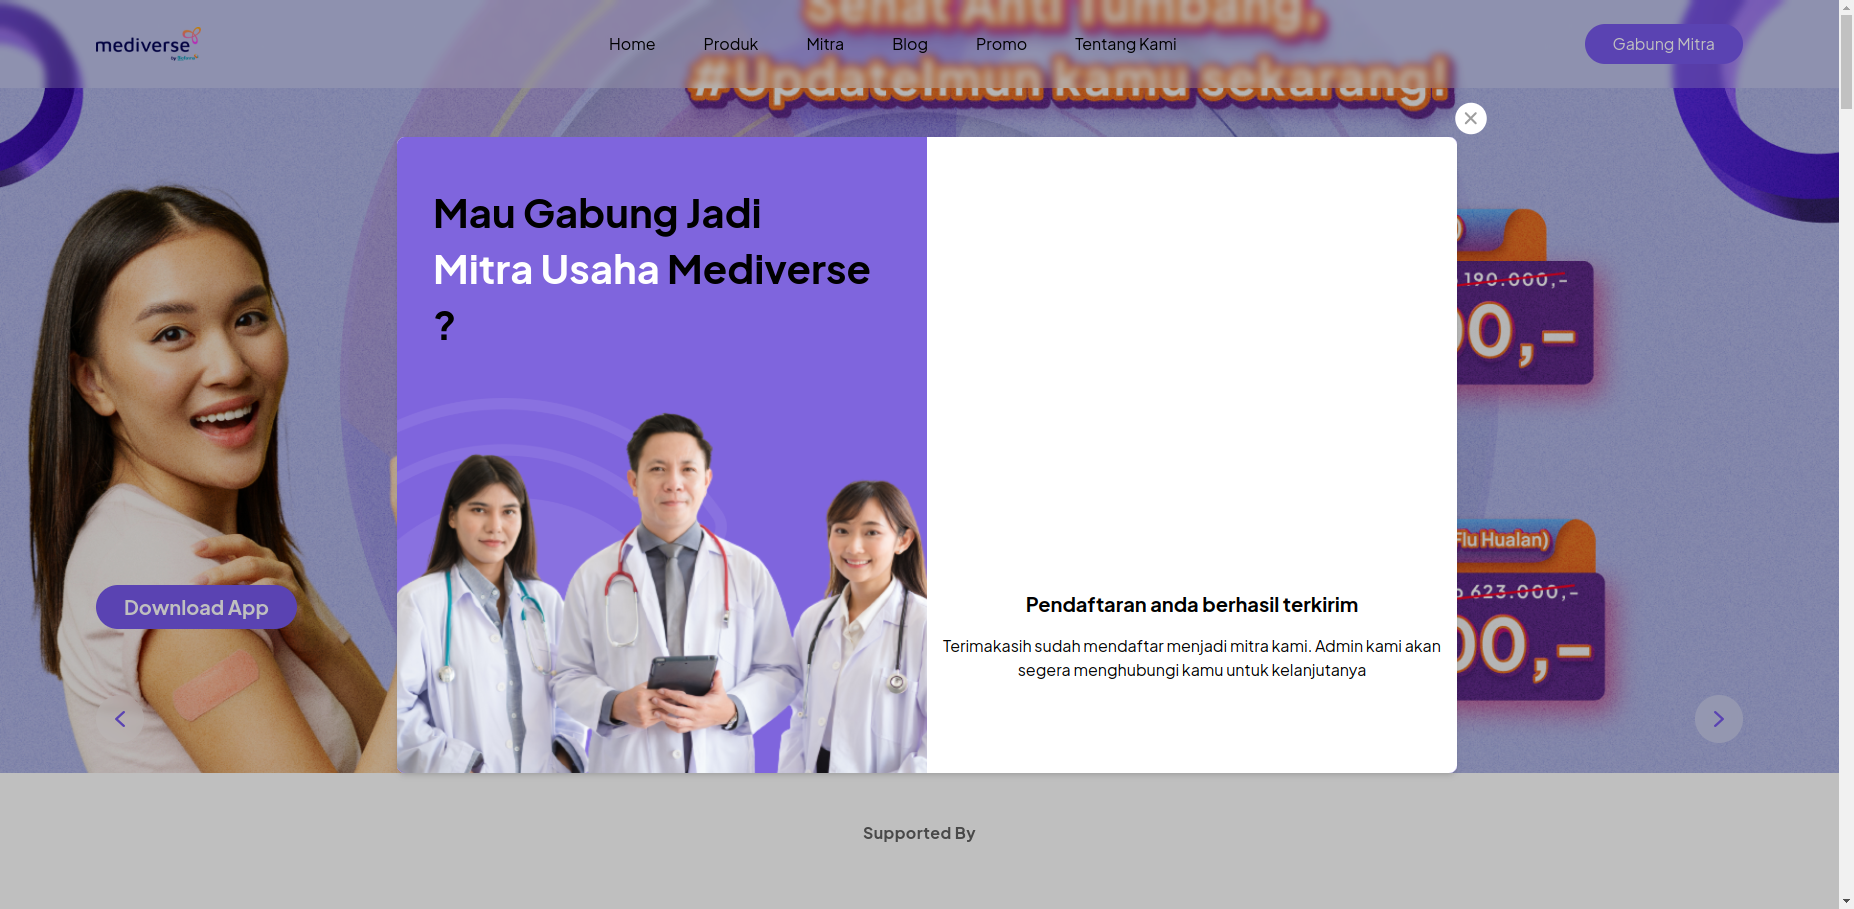 Sehat Anti Tumbang,
mediverse
Home
Produk
Mitra
Blog
Promo
Tentang Kami
Gabung Mitra
#UpdateImun kamu sekarang!
Mau Gabung Jadi
Mitra Usaha Mediverse
?
190.000,-
00,-
Flu Hualan)
623.000,-
00,-
Download App
Pendaftaran anda berhasil terkirim
Terimakasih sudah mendaftar menjadi mitra kami. Admin kami akan
segera menghubungi kamu untuk kelanjutanya
Supported By